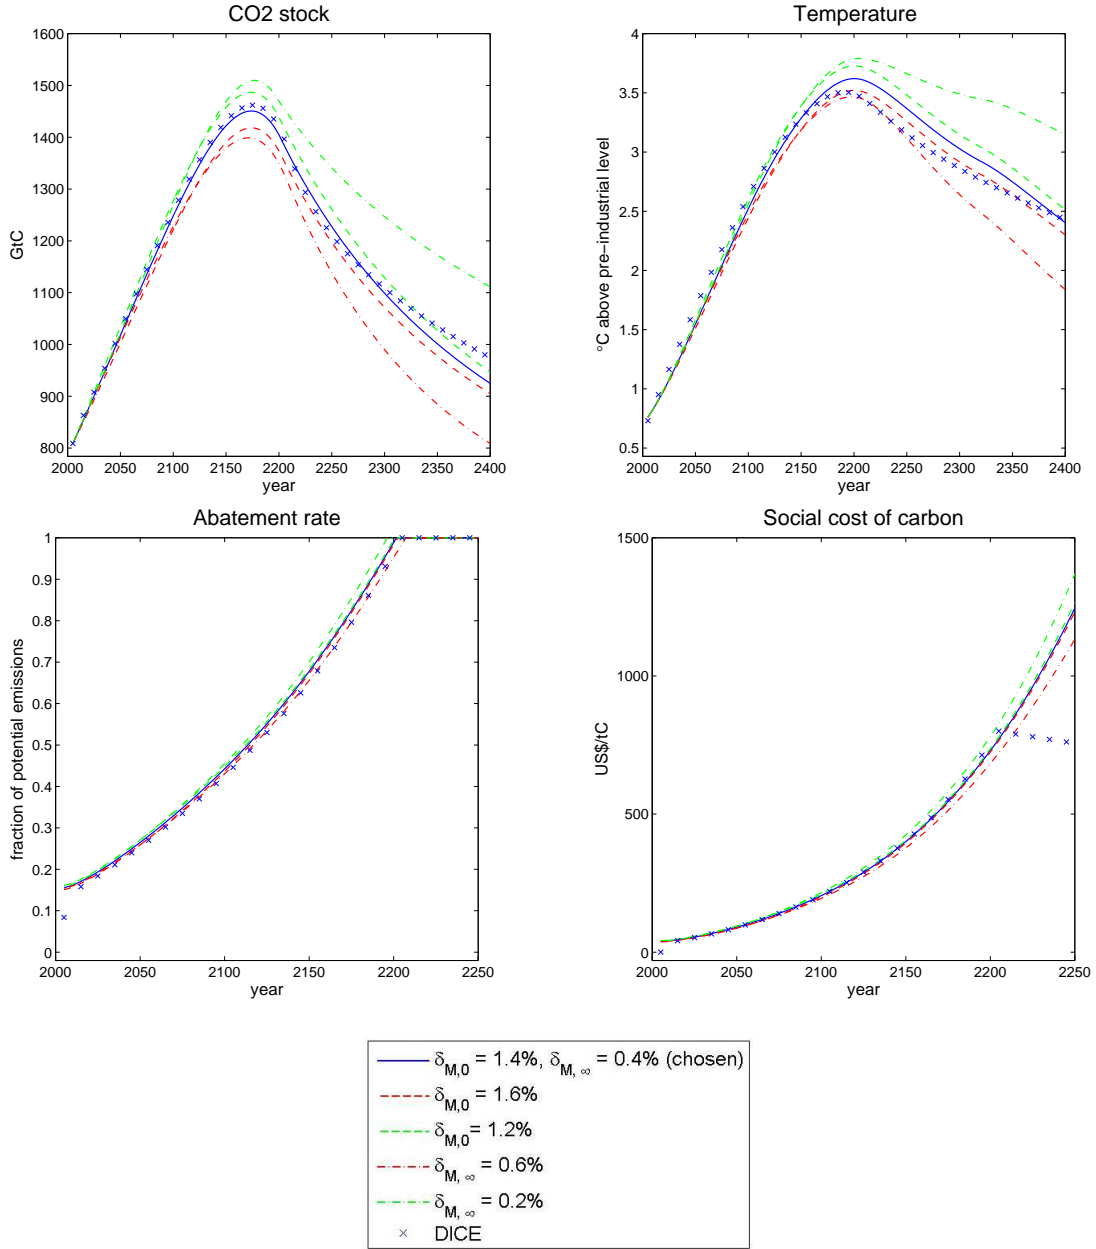 CO2 stock
1600
1500
1400
1300
1200
1100
1000
900
800
GtC
2000 2050 2100 2150 2200 2250 2300 2350 2400
year
Temperature
4
3.5
3
2.5
2
1.5
1
0.5
°C above pre−industrial level
2000 2050 2100 2150 2200 2250 2300 2350 2400
year
Abatement rate
1
0.9
0.8
0.7
0.6
0.5
0.4
0.3
0.2
0.1
0
fraction of potential emissions
2000 2050 2100 2150 2200 2250
year
Social cost of carbon
1500
1000
500
0
US$/tC
2000 2050 2100 2150 2200 2250
year
δM,0 = 1.4%, δM, ∞ = 0.4% (chosen)
δM,0 = 1.6%
δM,0 = 1.2%
δM, ∞ = 0.6%
δM, ∞ = 0.2%
DICE